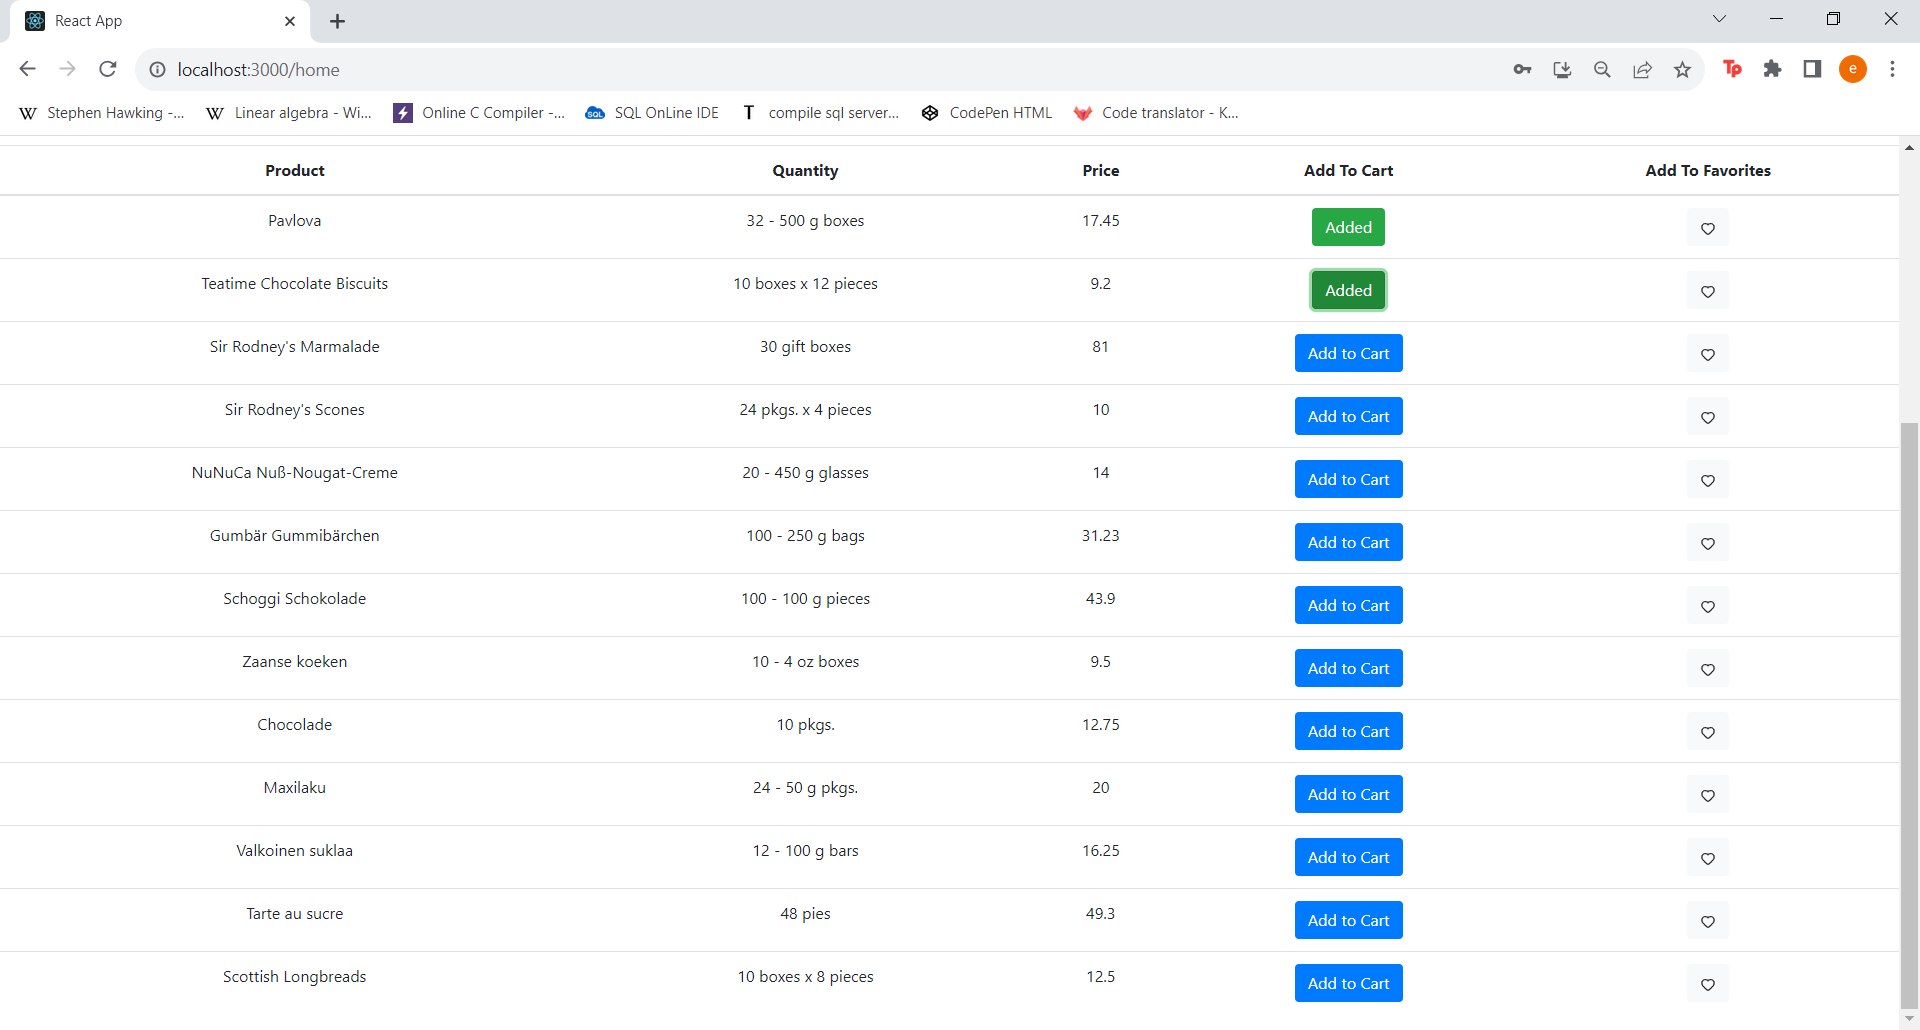 React App
localhost:3000/home
Tp
e
W Stephen Hawking -... W Linear algebra - Wi... Online C Compiler -... SQL SQL OnLine IDE T compile sql server... CodePen HTML Code translator - K...
Product Quantity Price Add To Cart Add To Favorites
Pavlova 32 - 500 g boxes 17.45 Added
Teatime Chocolate Biscuits 10 boxes x 12 pieces 9.2 Added
Sir Rodney's Marmalade 30 gift boxes 81 Add to Cart
Sir Rodney's Scones 24 pkgs. x 4 pieces 10 Add to Cart
NuNuCa Nuß-Nougat-Creme 20 - 450 g glasses 14 Add to Cart
Gumbär Gummibärchen 100 - 250 g bags 31.23 Add to Cart
Schoggi Schokolade 100 - 100 g pieces 43.9 Add to Cart
Zaanse koeken 10 - 4 oz boxes 9.5 Add to Cart
Chocolade 10 pkgs. 12.75 Add to Cart
Maxilaku 24 - 50 g pkgs. 20 Add to Cart
Valkoinen suklaa 12 - 100 g bars 16.25 Add to Cart
Tarte au sucre 48 pies 49.3 Add to Cart
Scottish Longbreads 10 boxes x 8 pieces 12.5 Add to Cart